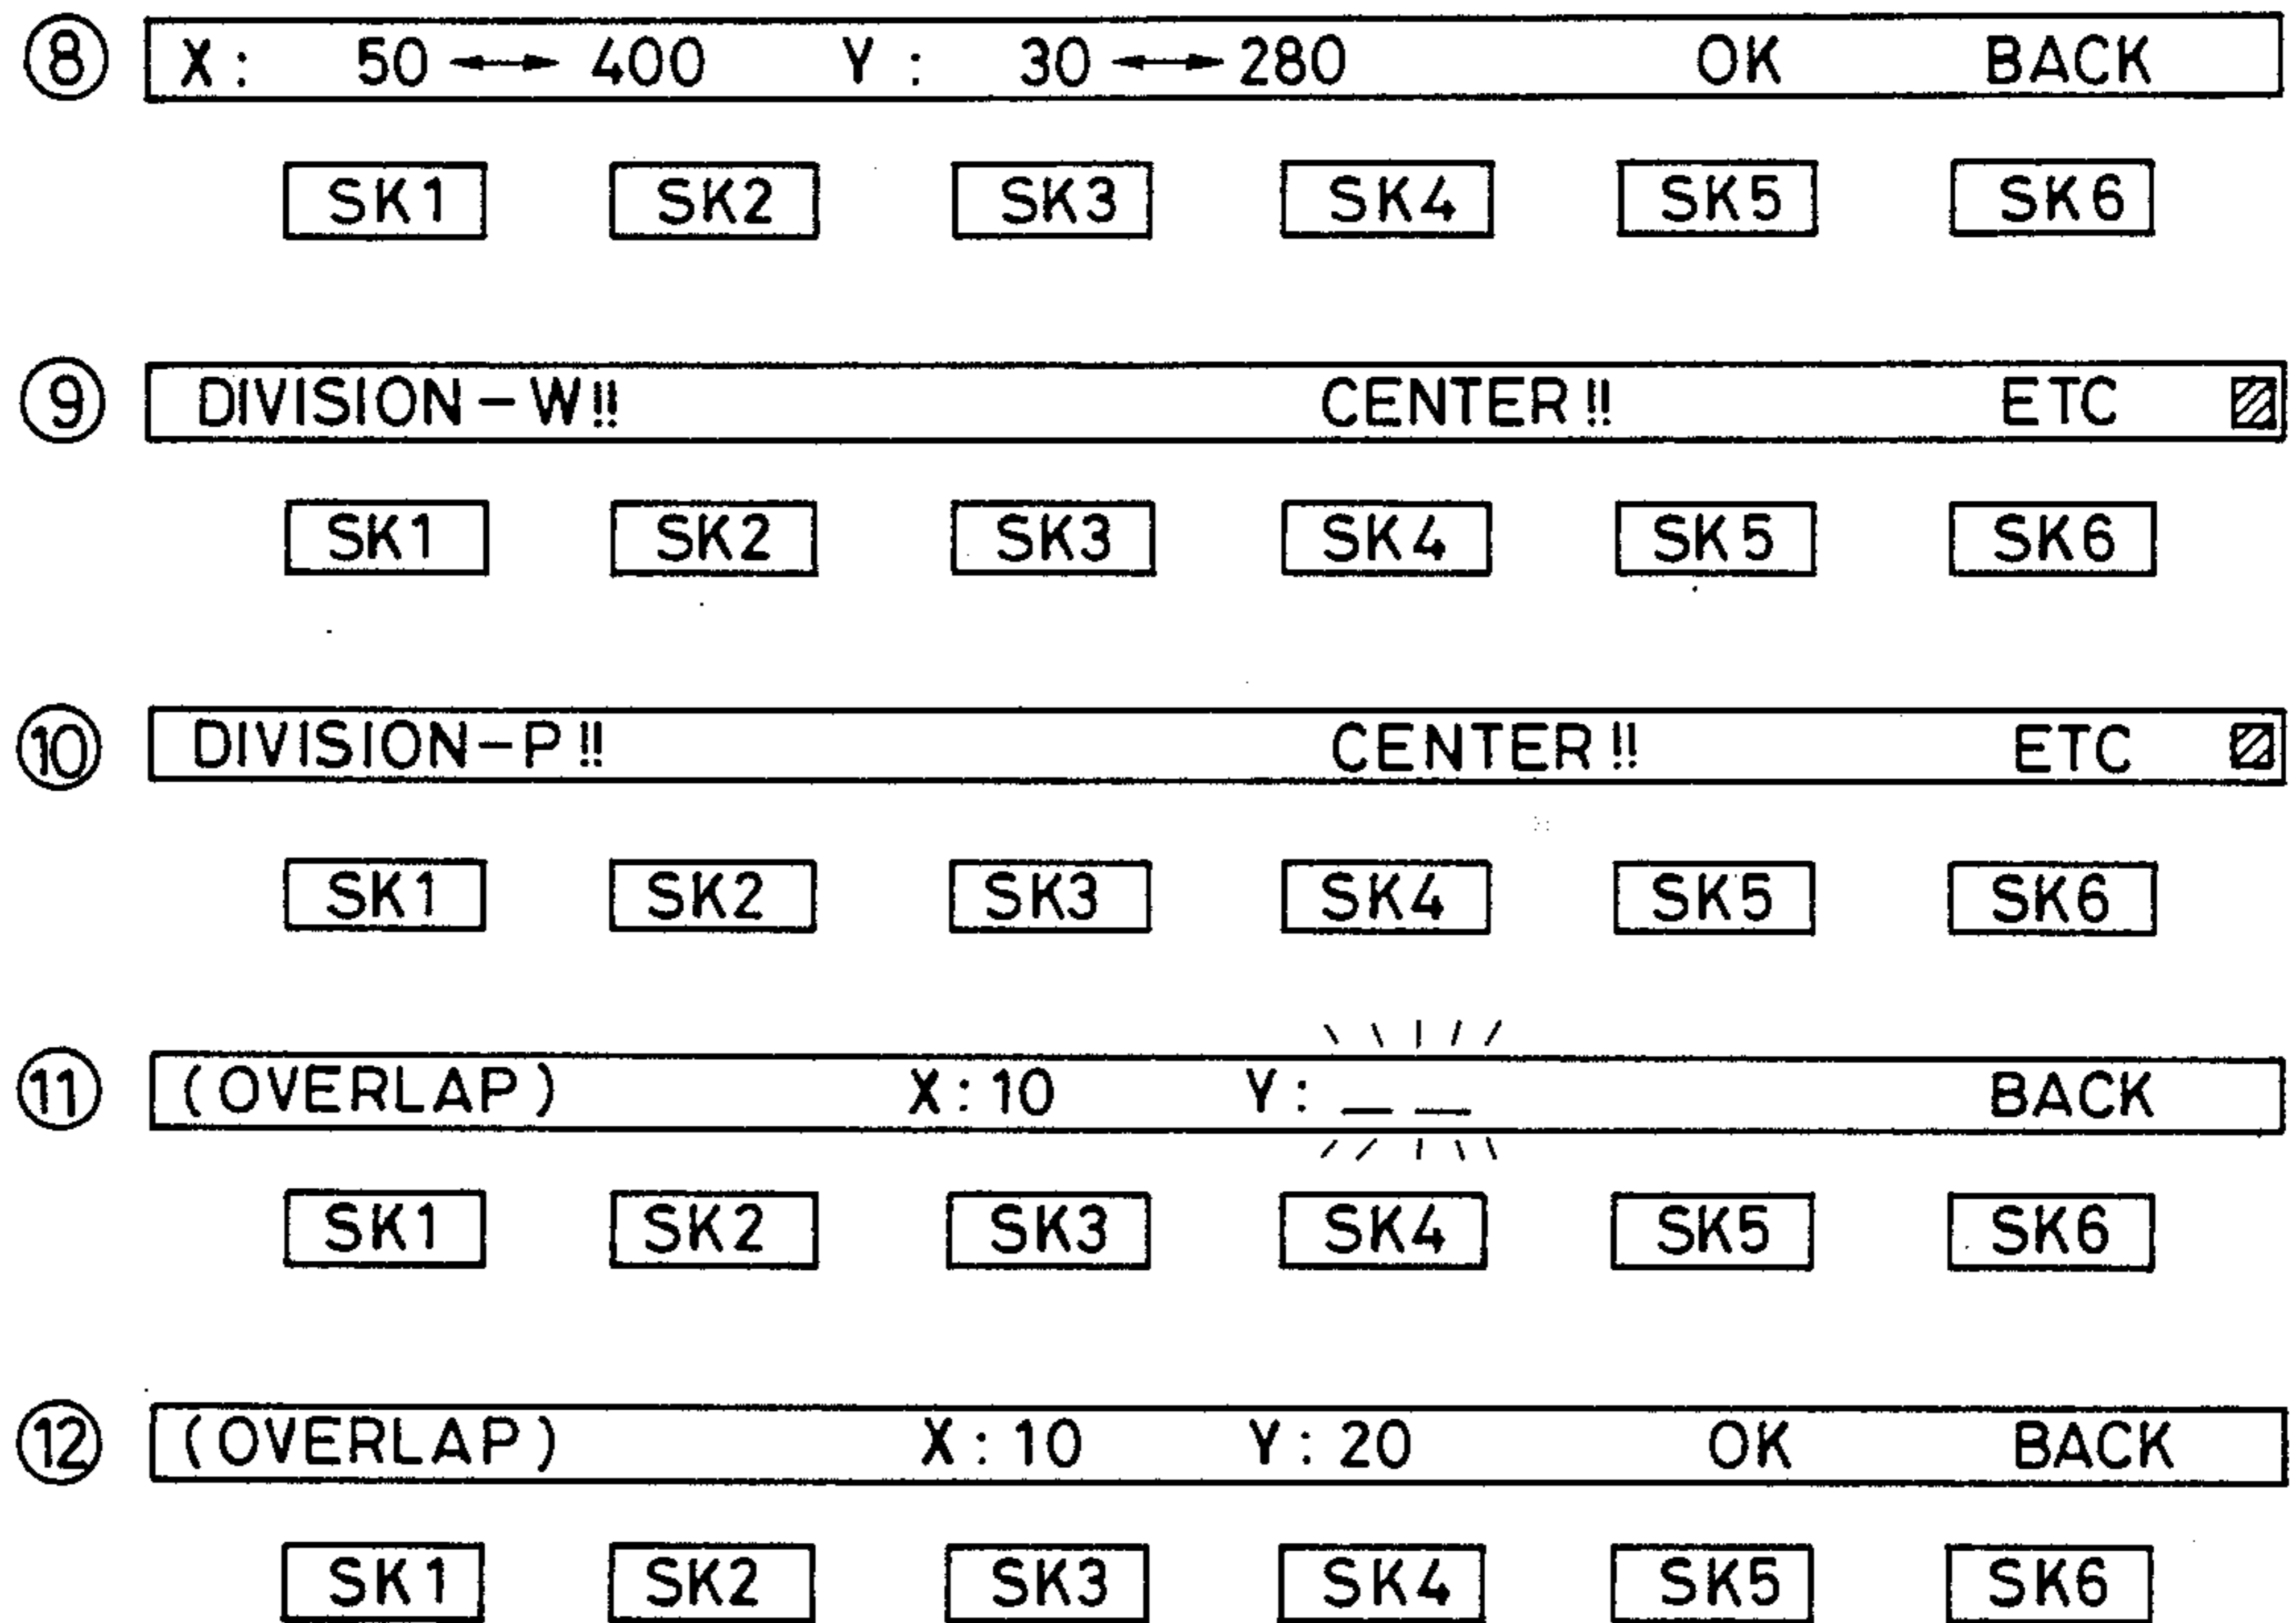 ⑧ X: 50 ↔ 400 Y: 30 ↔ 280 OK BACK
SK1 SK2 SK3 SK4 SK5 SK6
⑨ DIVISION-W!! CENTER!! ETC
SK1 SK2 SK3 SK4 SK5 SK6
⑩ DIVISION-P!! CENTER!! ETC
SK1 SK2 SK3 SK4 SK5 SK6
⑪ (OVERLAP) X:10 Y: _ _ BACK
SK1 SK2 SK3 SK4 SK5 SK6
⑫ (OVERLAP) X:10 Y:20 OK BACK
SK1 SK2 SK3 SK4 SK5 SK6